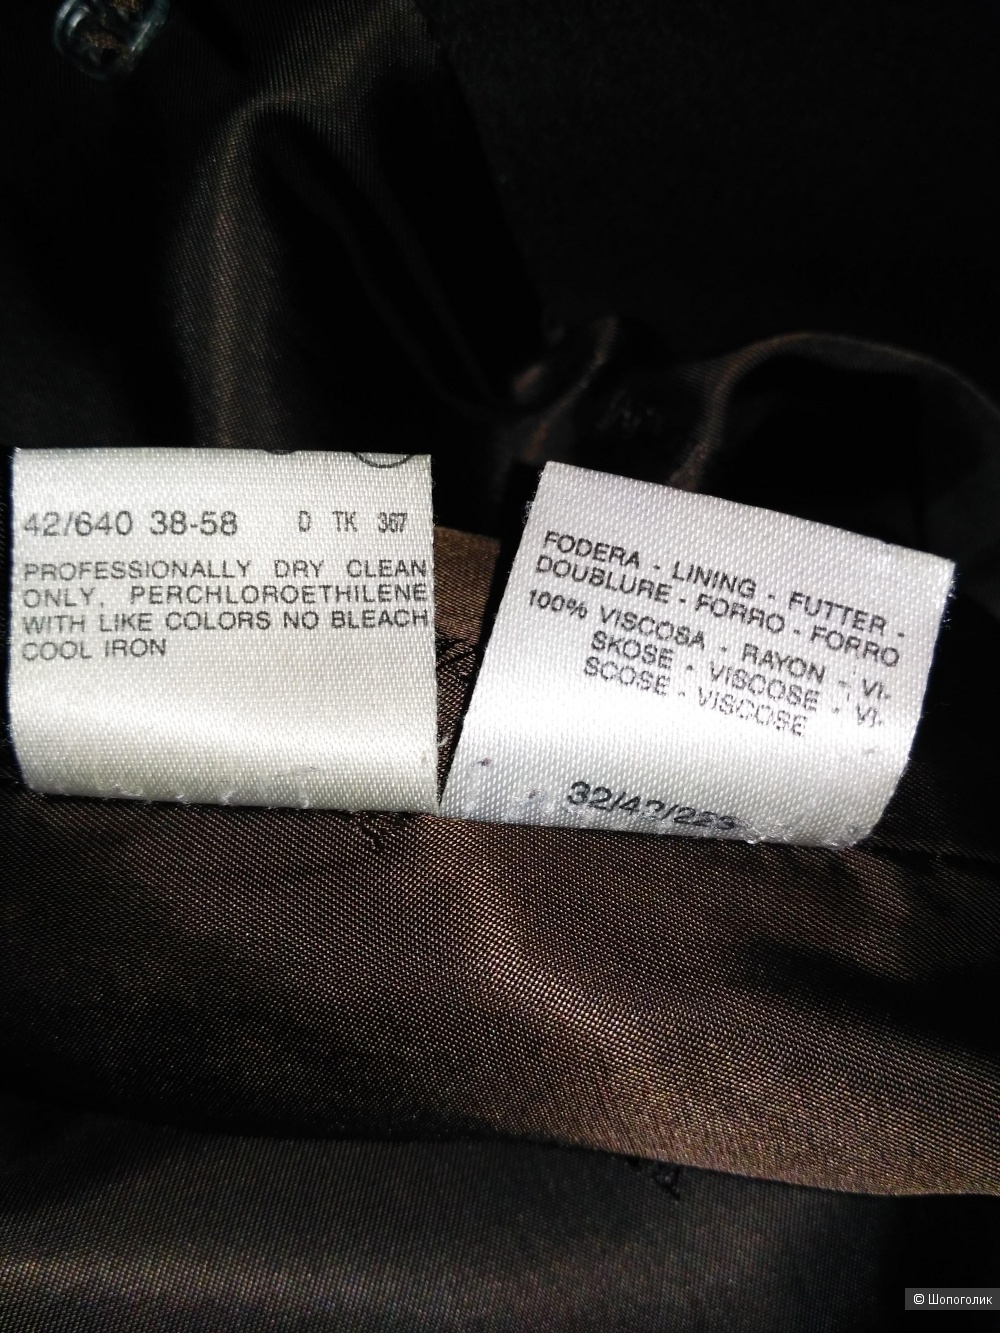 42/640 38-58 D TK 367
PROFESSIONALLY DRY CLEAN
ONLY, PERCHLOROETHILENE
WITH LIKE COLORS NO BLEACH
COOL IRON
FODERA - LINING - FUTTER -
DOUBLURE - FORRO - FORRO
100% VISCOSA - RAYON - VI-
SKOSE - VISCOSE - VI-
SCOSE - VISCOSE
© Шопоголик